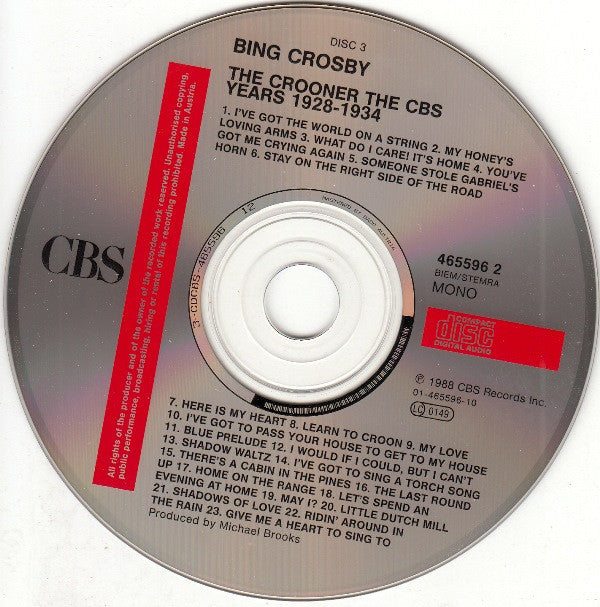 DISC 3
BING CROSBY
THE CROONER THE CBS
YEARS 1928-1934
1. I'VE GOT THE WORLD ON A STRING 2. MY HONEY'S
LOVING ARMS 3. WHAT DO I CARE! IT'S HOME 4. YOU'VE
GOT ME CRYING AGAIN 5. SOMEONE STOLE GABRIEL'S
HORN 6. STAY ON THE RIGHT SIDE OF THE ROAD
All rights of the producer and of the owner of the recorded work reserved. Unauthorised copying,
public performance, broadcasting, hiring or rental of this recording prohibited. Made in Austria.
CBS
3-CDCBS-465596 12
465596 2
BIEM/STEMRA
MONO
COMPACT
disc
DIGITAL AUDIO
℗ 1988 CBS Records Inc.
01-465596-10
LC 0149
7. HERE IS MY HEART 8. LEARN TO CROON 9. MY LOVE
10. I'VE GOT TO PASS YOUR HOUSE TO GET TO MY HOUSE
11. BLUE PRELUDE 12. I WOULD IF I COULD, BUT I CAN'T
13. SHADOW WALTZ 14. I'VE GOT TO SING A TORCH SONG
15. THERE'S A CABIN IN THE PINES 16. THE LAST ROUND
UP 17. HOME ON THE RANGE 18. LET'S SPEND AN
EVENING AT HOME 19. MAY I? 20. LITTLE DUTCH MILL
21. SHADOWS OF LOVE 22. RIDIN' AROUND IN
THE RAIN 23. GIVE ME A HEART TO SING TO
Produced by Michael Brooks